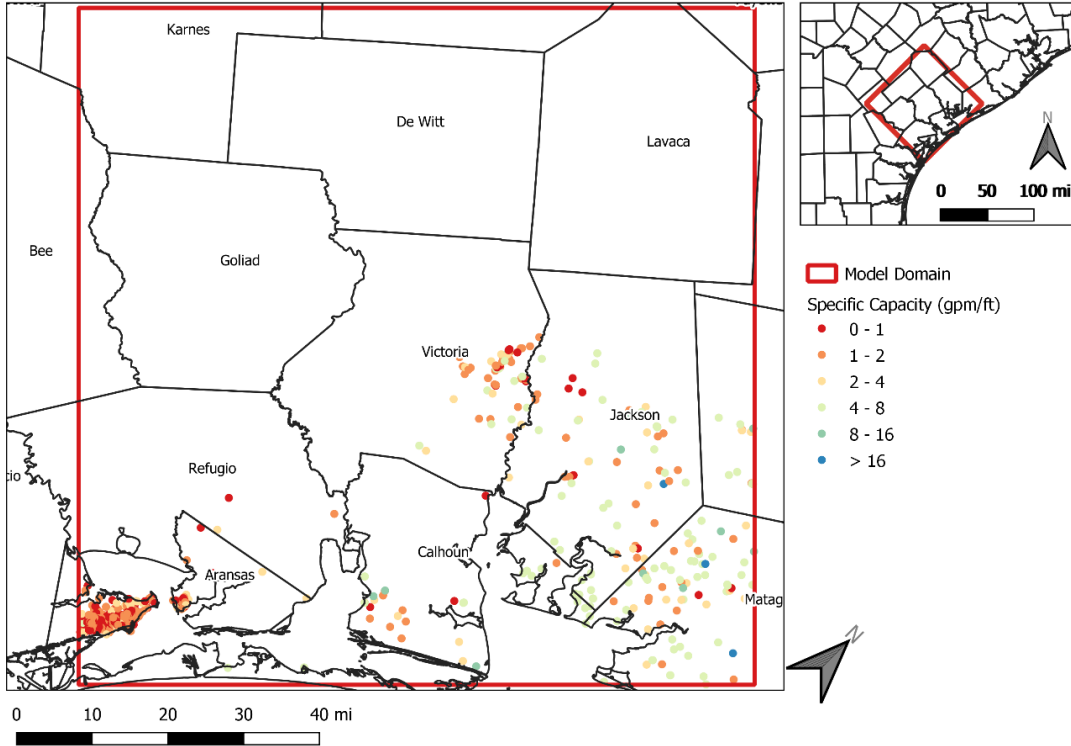 Karnes
De Witt
Lavaca
Bee
Goliad
Victoria
Jackson
Refugio
cio
Calhoun
Aransas
Matag
0 10 20 30 40 mi
N
N
0 50 100 mi
Model Domain
Specific Capacity (gpm/ft)
0 - 1
1 - 2
2 - 4
4 - 8
8 - 16
> 16